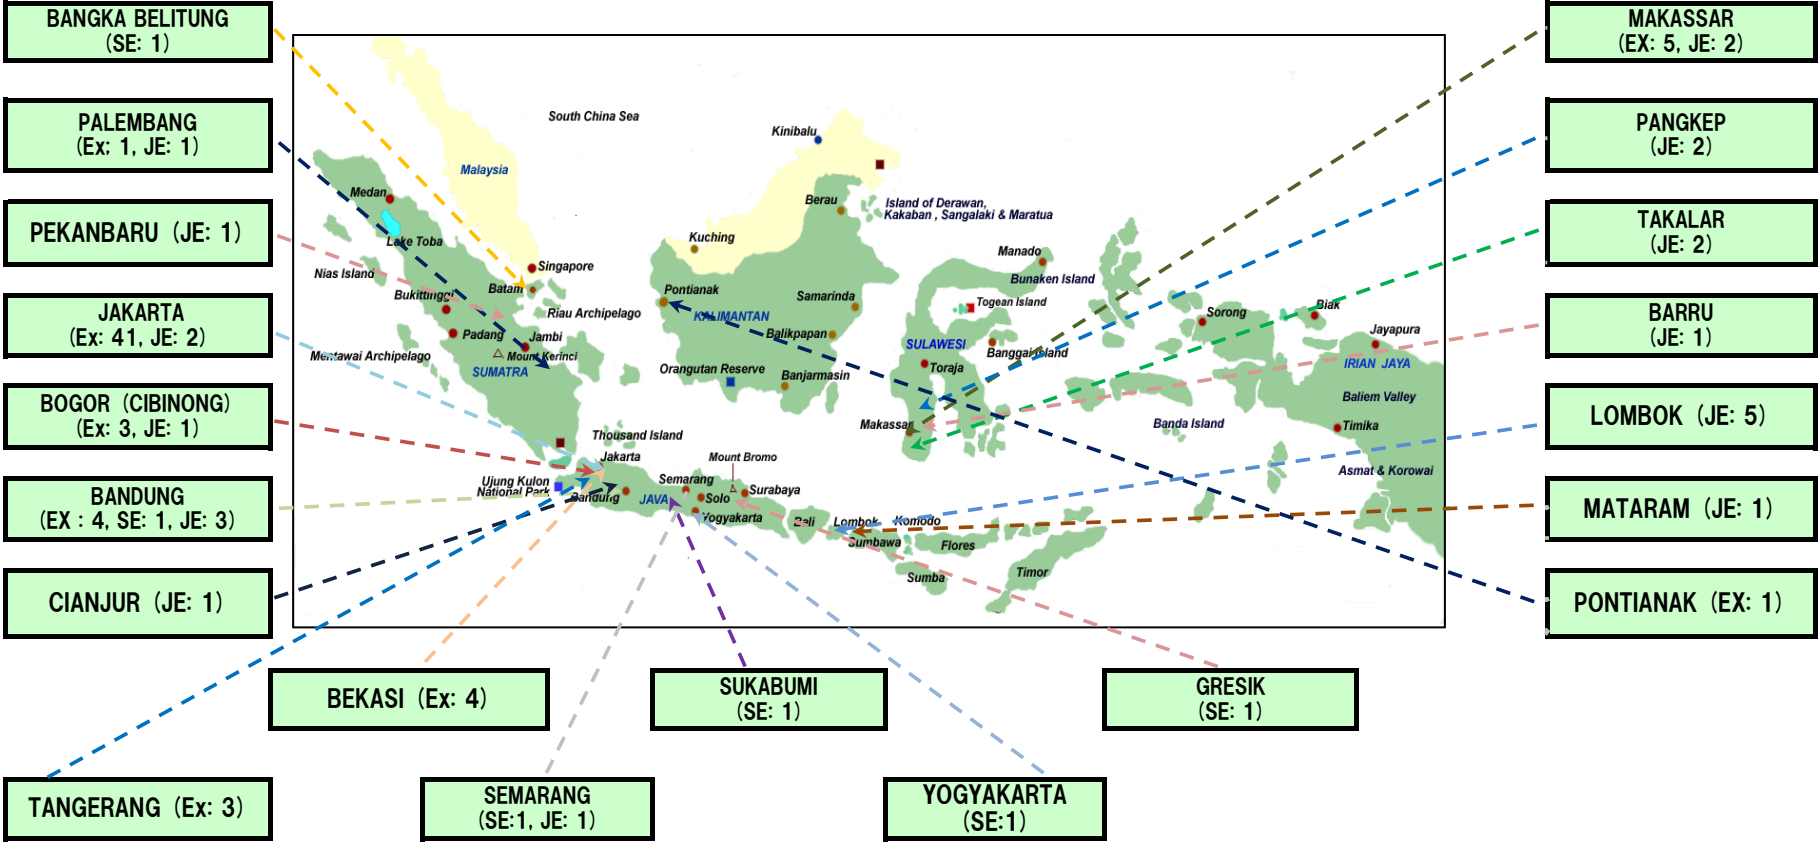 BANGKA BELITUNG
(SE: 1)
MAKASSAR
(EX: 5, JE: 2)
PALEMBANG
(Ex: 1, JE: 1)
PANGKEP
(JE: 2)
PEKANBARU (JE: 1)
TAKALAR
(JE: 2)
JAKARTA
(Ex: 41, JE: 2)
BARRU
(JE: 1)
BOGOR (CIBINONG)
(Ex: 3, JE: 1)
LOMBOK (JE: 5)
BANDUNG
(EX : 4, SE: 1, JE: 3)
MATARAM (JE: 1)
CIANJUR (JE: 1)
PONTIANAK (EX: 1)
BEKASI (Ex: 4)
SUKABUMI
(SE: 1)
GRESIK
(SE: 1)
TANGERANG (Ex: 3)
SEMARANG
(SE:1, JE: 1)
YOGYAKARTA
(SE:1)
South China Sea
Kinibalu
Malaysia
Medan
Berau
Island of Derawan,
Kakaban , Sangalaki & Maratua
Lake Toba
Kuching
Manado
Singapore
Nias Island
Bunaken Island
Batam
Pontianak
Bukittinggi
Samarinda
Togean Island
Riau Archipelago
KALIMANTAN
Sorong
Biak
Padang
Jambi
Balikpapan
Jayapura
Mentawai Archipelago
Mount Kerinci
SULAWESI
Banggai Island
SUMATRA
Orangutan Reserve
Toraja
IRIAN JAYA
Banjarmasin
Baliem Valley
Makassar
Banda Island
Timika
Thousand Island
Jakarta
Mount Bromo
Asmat & Korowai
Ujung Kulon
National Park
Semarang
Bandung
JAVA
Solo
Surabaya
Yogyakarta
Bali
Lombok
Komodo
Sumbawa
Flores
Sumba
Timor